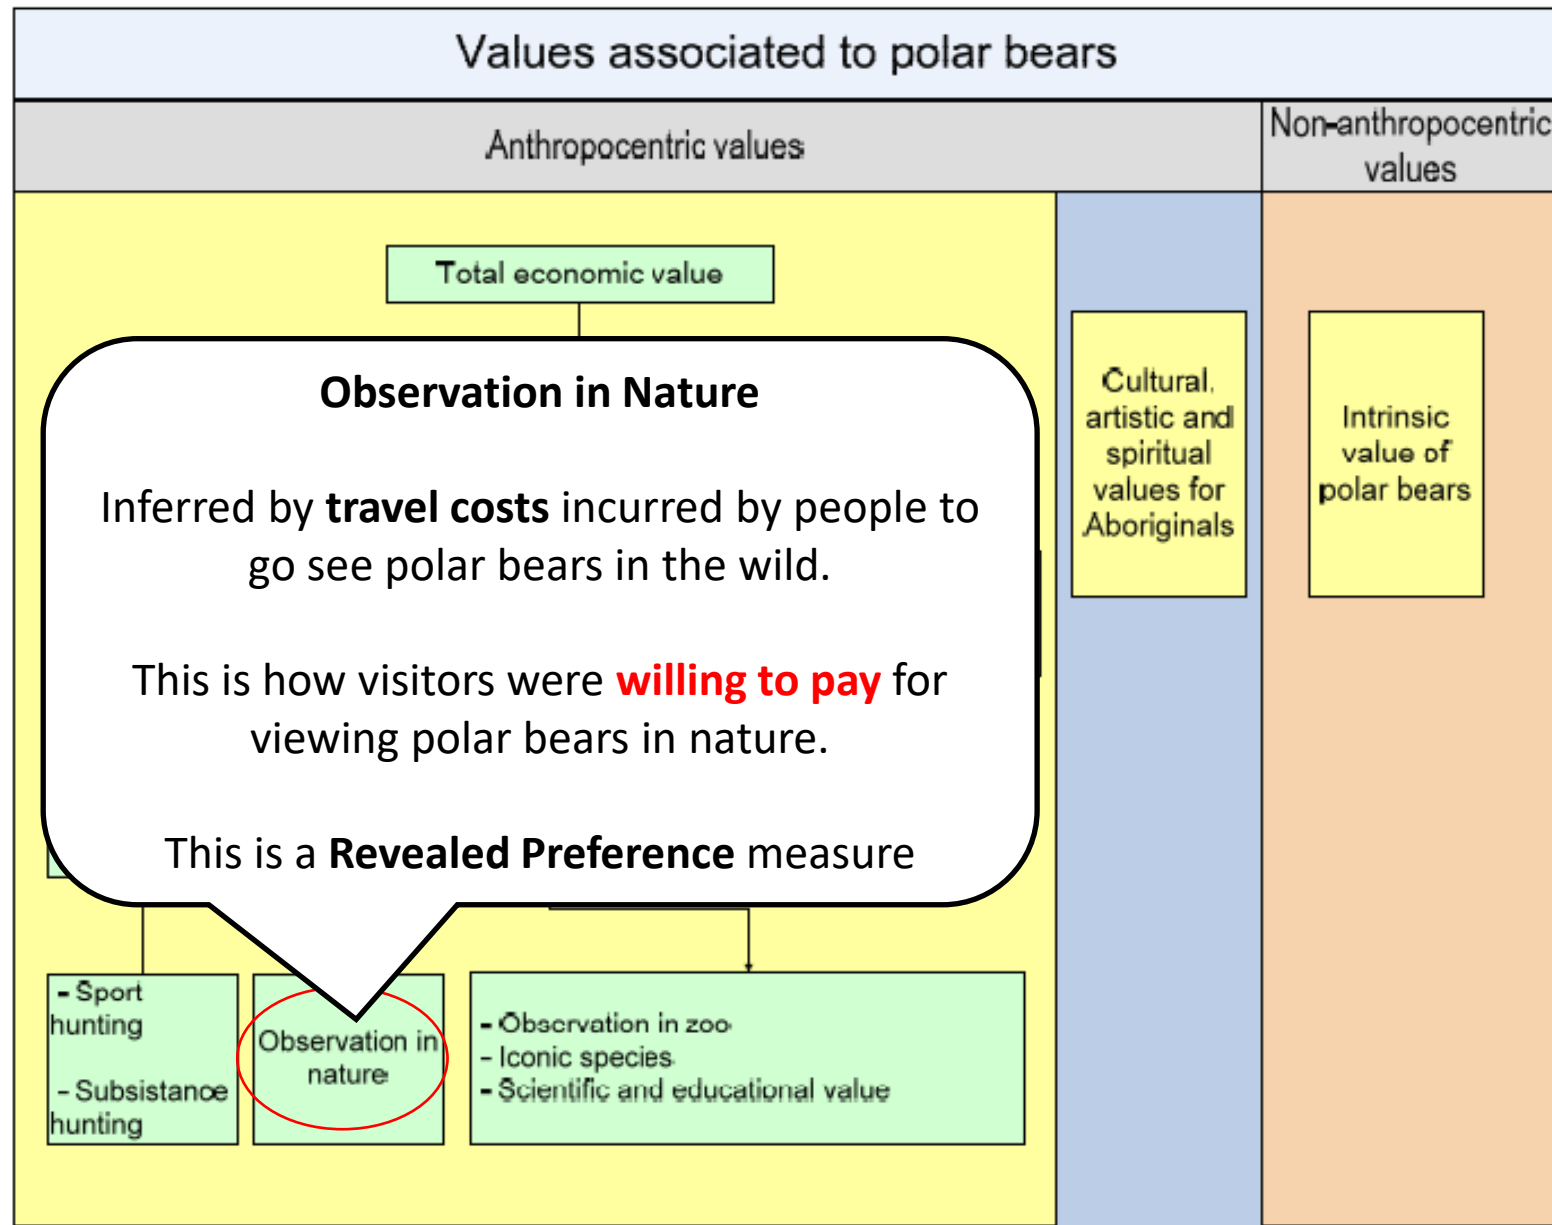 Values associated to polar bears
Anthropocentric values
Non-anthropocentric
values
Total economic value
Observation in Nature
Inferred by travel costs incurred by people to
go see polar bears in the wild.
This is how visitors were willing to pay for
viewing polar bears in nature.
This is a Revealed Preference measure
Cultural,
artistic and
spiritual
values for
Aboriginals
Intrinsic
value of
polar bears
- Sport
hunting
- Subsistance
hunting
Observation in
nature
- Observation in zoo
- Iconic species
- Scientific and educational value